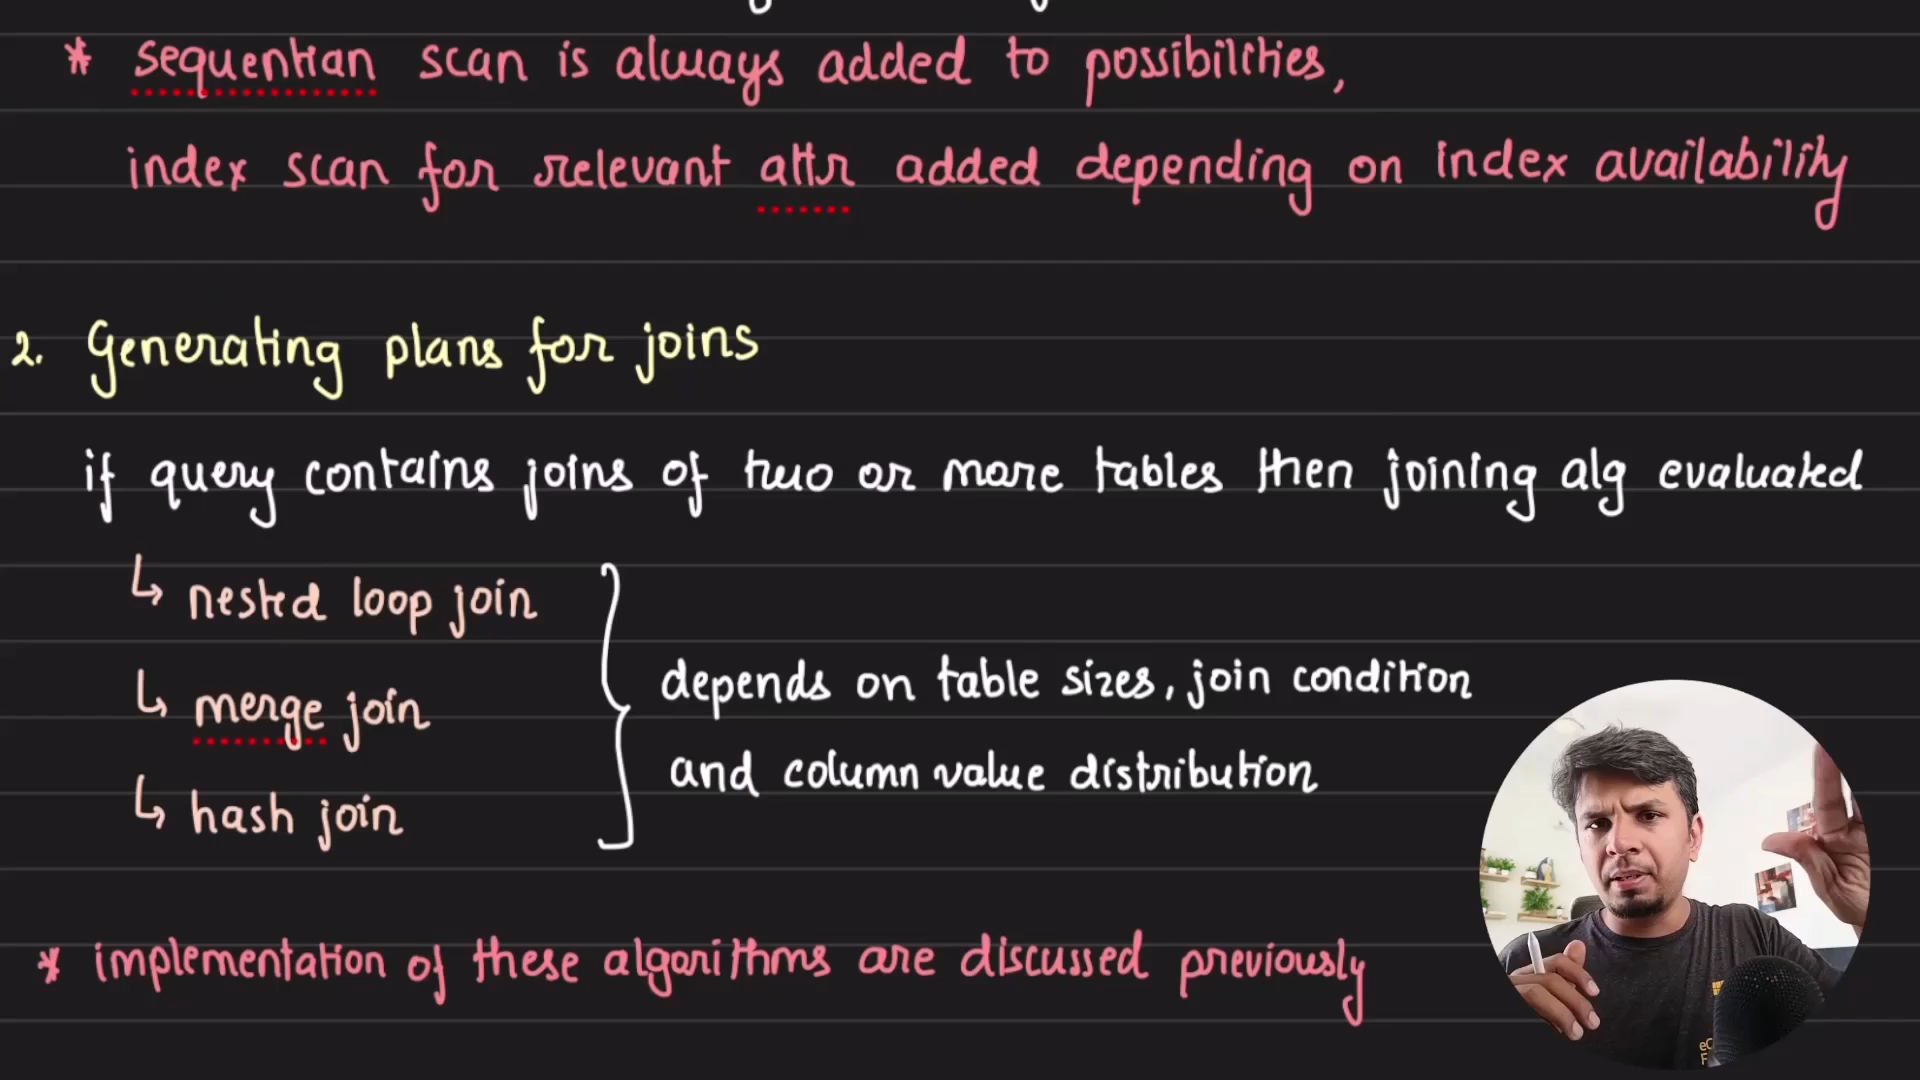 * sequentian scan is always added to possibilities,
index scan for relevant attr added depending on index availability
2. Generating plans for joins
if query contains joins of two or more tables then joining alg evaluated
↳ nested loop join
↳ merge join
↳ hash join
depends on table sizes, join condition
and column value distribution
* implementation of these algorithms are discussed previously